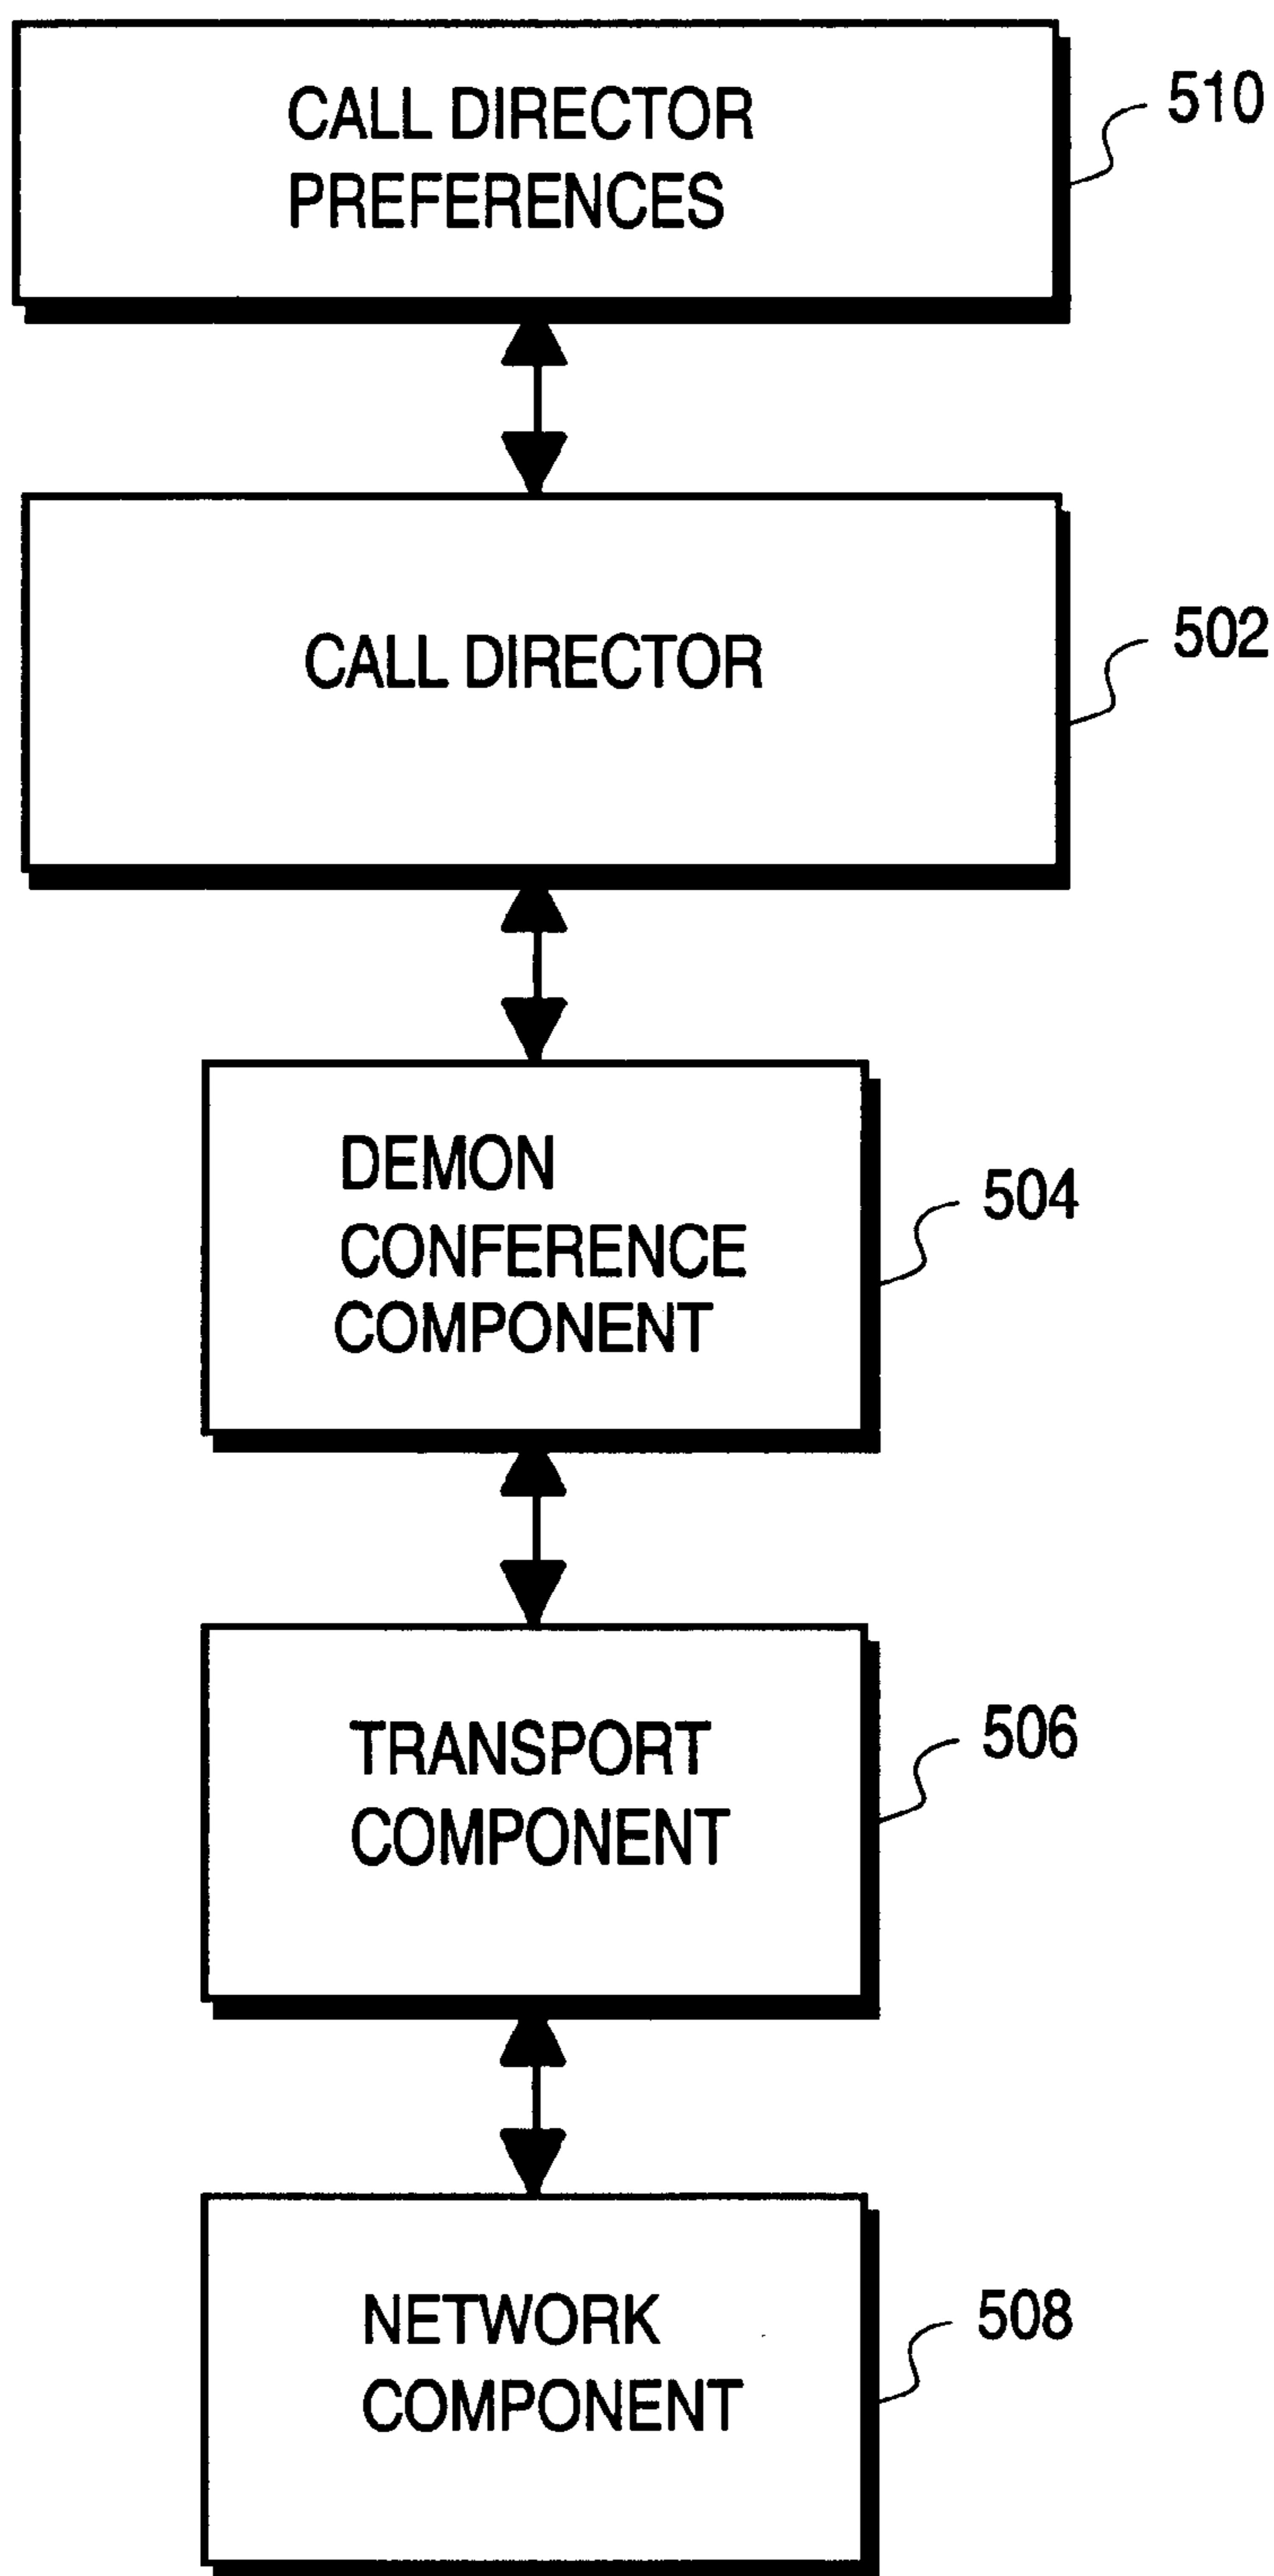 CALL DIRECTOR
PREFERENCES
510
CALL DIRECTOR
502
DEMON
CONFERENCE
COMPONENT
504
TRANSPORT
COMPONENT
506
NETWORK
COMPONENT
508